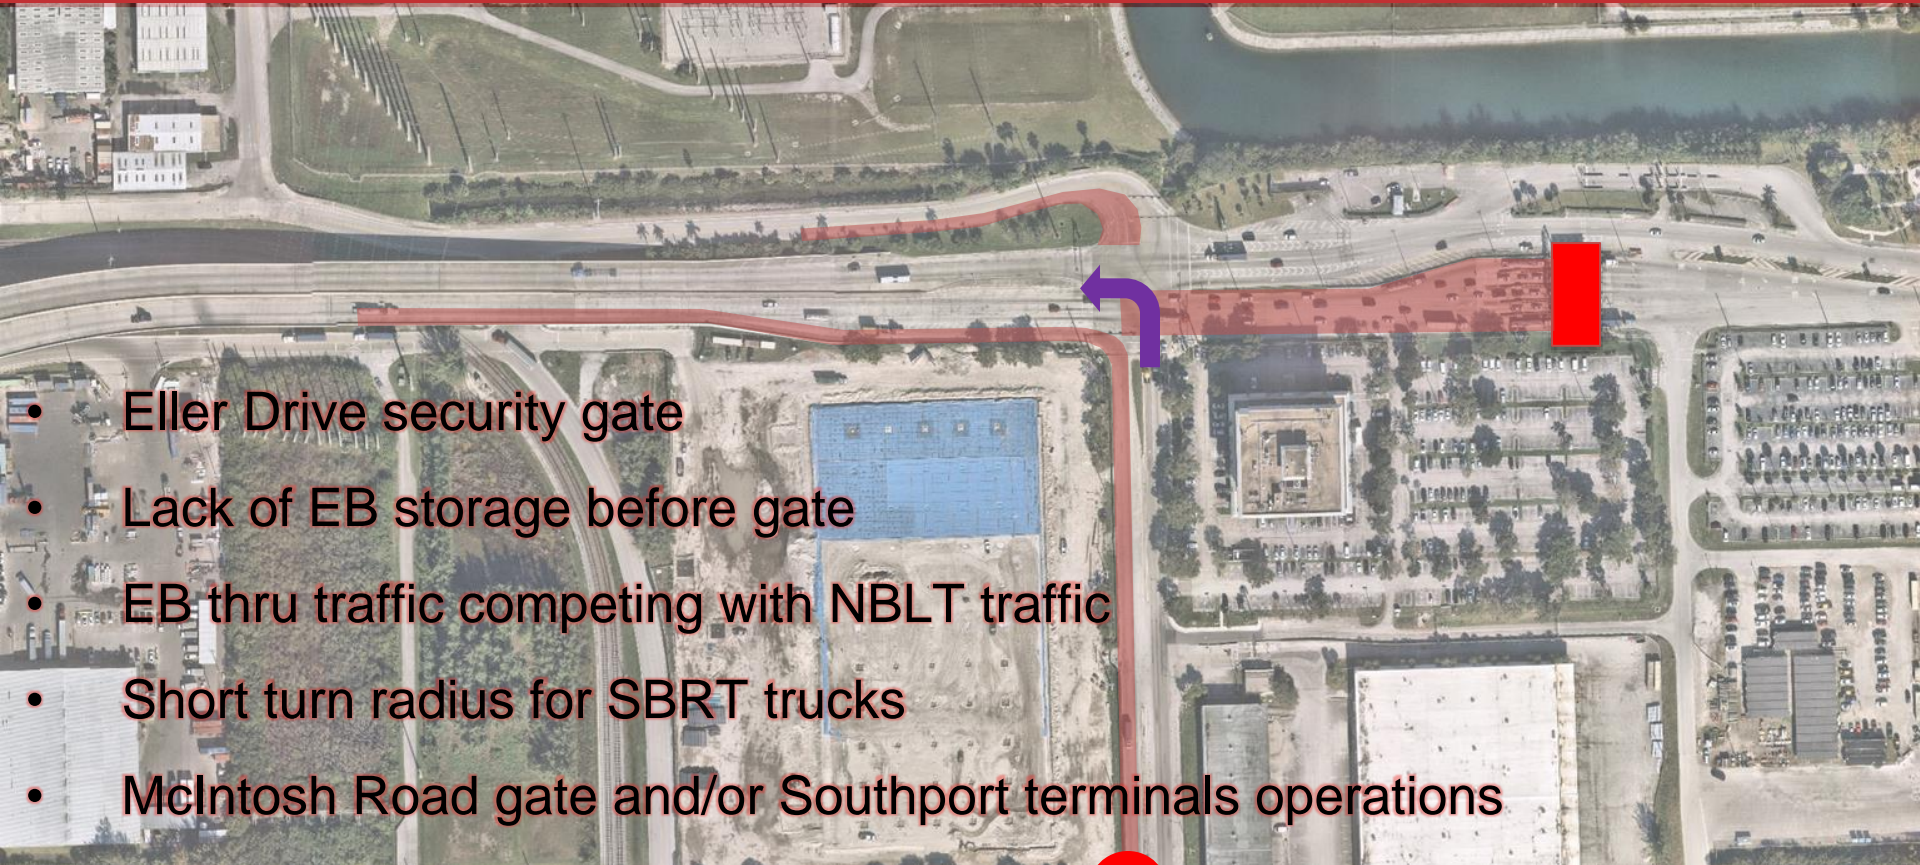 • Eller Drive security gate
• Lack of EB storage before gate
• EB thru traffic competing with NBLT traffic
• Short turn radius for SBRT trucks
• McIntosh Road gate and/or Southport terminals operations